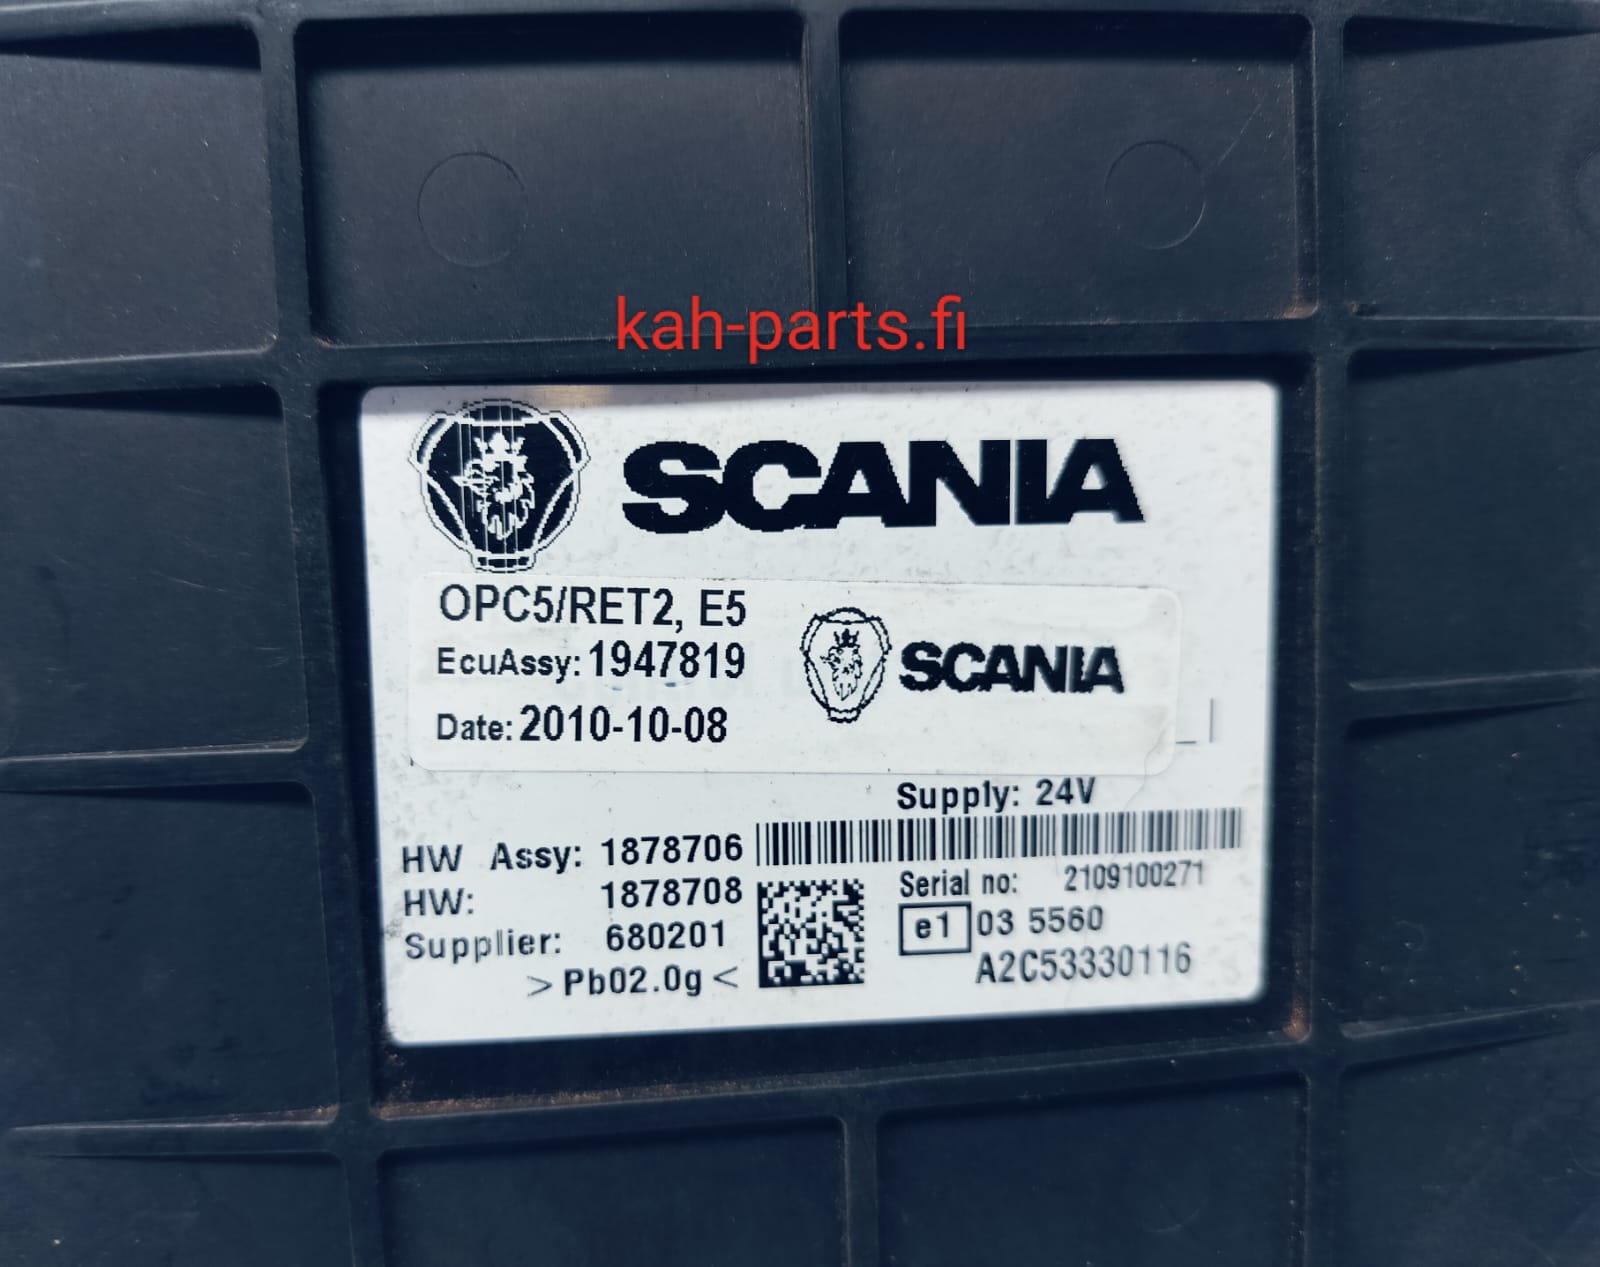 kah-parts.fi
SCANIA
OPC5/RET2, E5
EcuAssy: 1947819
SCANIA
Date: 2010-10-08
Supply: 24V
HW Assy: 1878706
HW: 1878708
Serial no: 2109100271
Supplier: 680201
e1 03 5560
>Pb02.0g<
A2C53330116